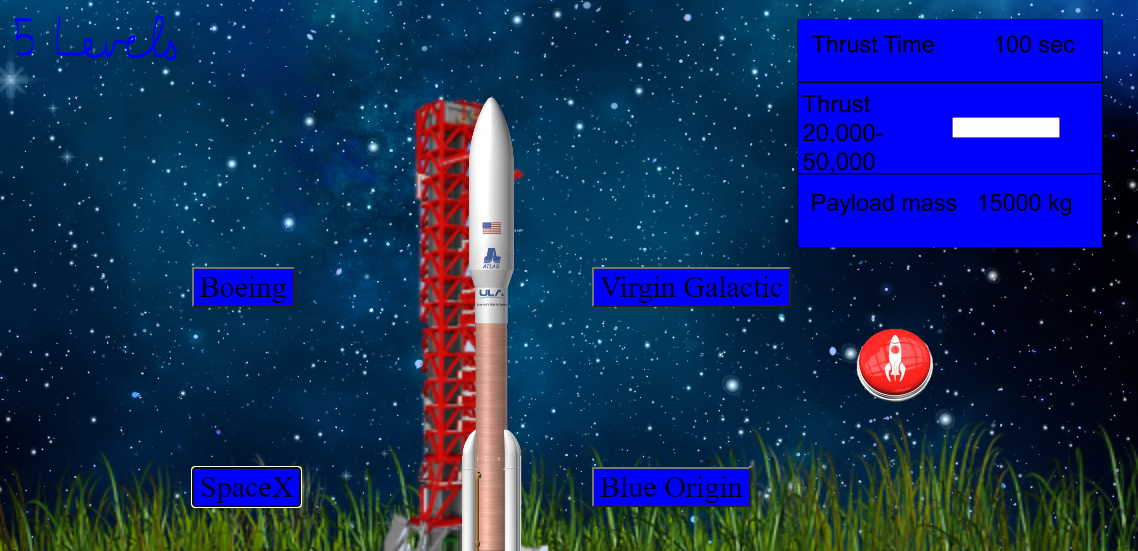 5 Levels
Thrust Time 100 sec
Thrust
20,000-
50,000
Payload mass 15000 kg
ATLAS
ULA
Boeing
Virgin Galactic
SpaceX
Blue Origin